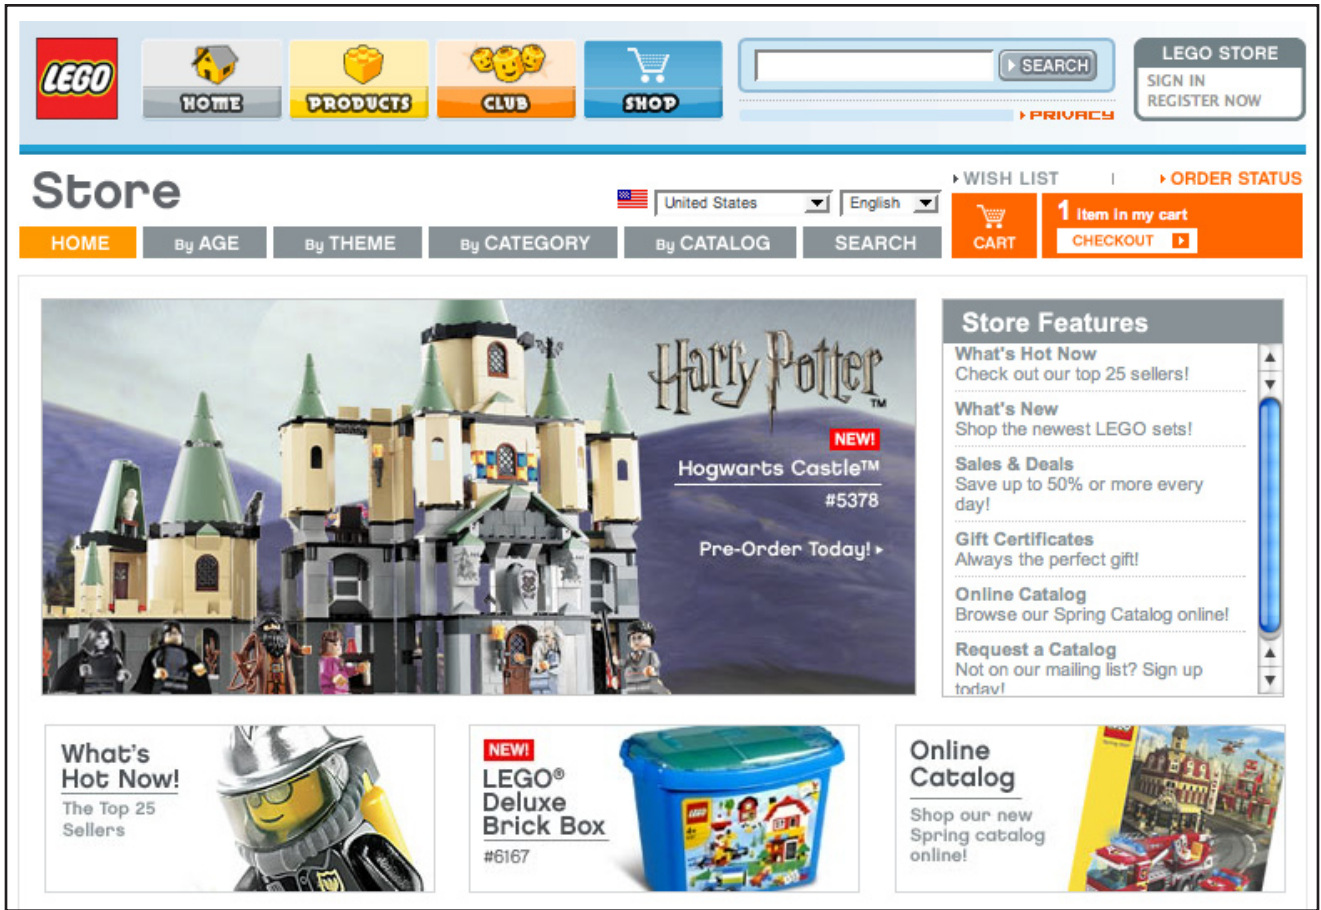 LEGO
HOME
PRODUCTS
CLUB
SHOP
SEARCH
PRIVACY
LEGO STORE
SIGN IN
REGISTER NOW
Store
United States
English
WISH LIST | ORDER STATUS
HOME
By AGE
By THEME
By CATEGORY
By CATALOG
SEARCH
CART
1 item in my cart
CHECKOUT
Harry Potter™
NEW!
Hogwarts Castle™
#5378
Pre-Order Today!
Store Features
What's Hot Now
Check out our top 25 sellers!
What's New
Shop the newest LEGO sets!
Sales & Deals
Save up to 50% or more every
day!
Gift Certificates
Always the perfect gift!
Online Catalog
Browse our Spring Catalog online!
Request a Catalog
Not on our mailing list? Sign up
today!
What's
Hot Now!
The Top 25
Sellers
NEW!
LEGO®
Deluxe
Brick Box
#6167
LEGO
4+
Online
Catalog
Shop our new
Spring catalog
online!